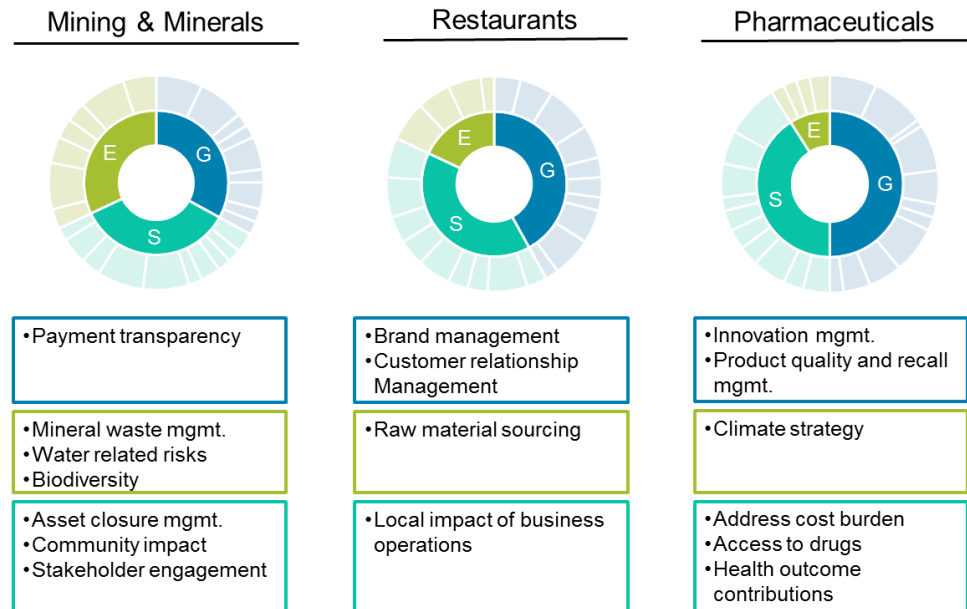 Mining & Minerals
Restaurants
Pharmaceuticals
E
G
S
E
G
S
E
G
S
•Payment transparency
•Brand management
•Customer relationship
Management
•Innovation mgmt.
•Product quality and recall
mgmt.
•Mineral waste mgmt.
•Water related risks
•Biodiversity
•Raw material sourcing
•Climate strategy
•Asset closure mgmt.
•Community impact
•Stakeholder engagement
•Local impact of business
operations
•Address cost burden
•Access to drugs
•Health outcome
contributions